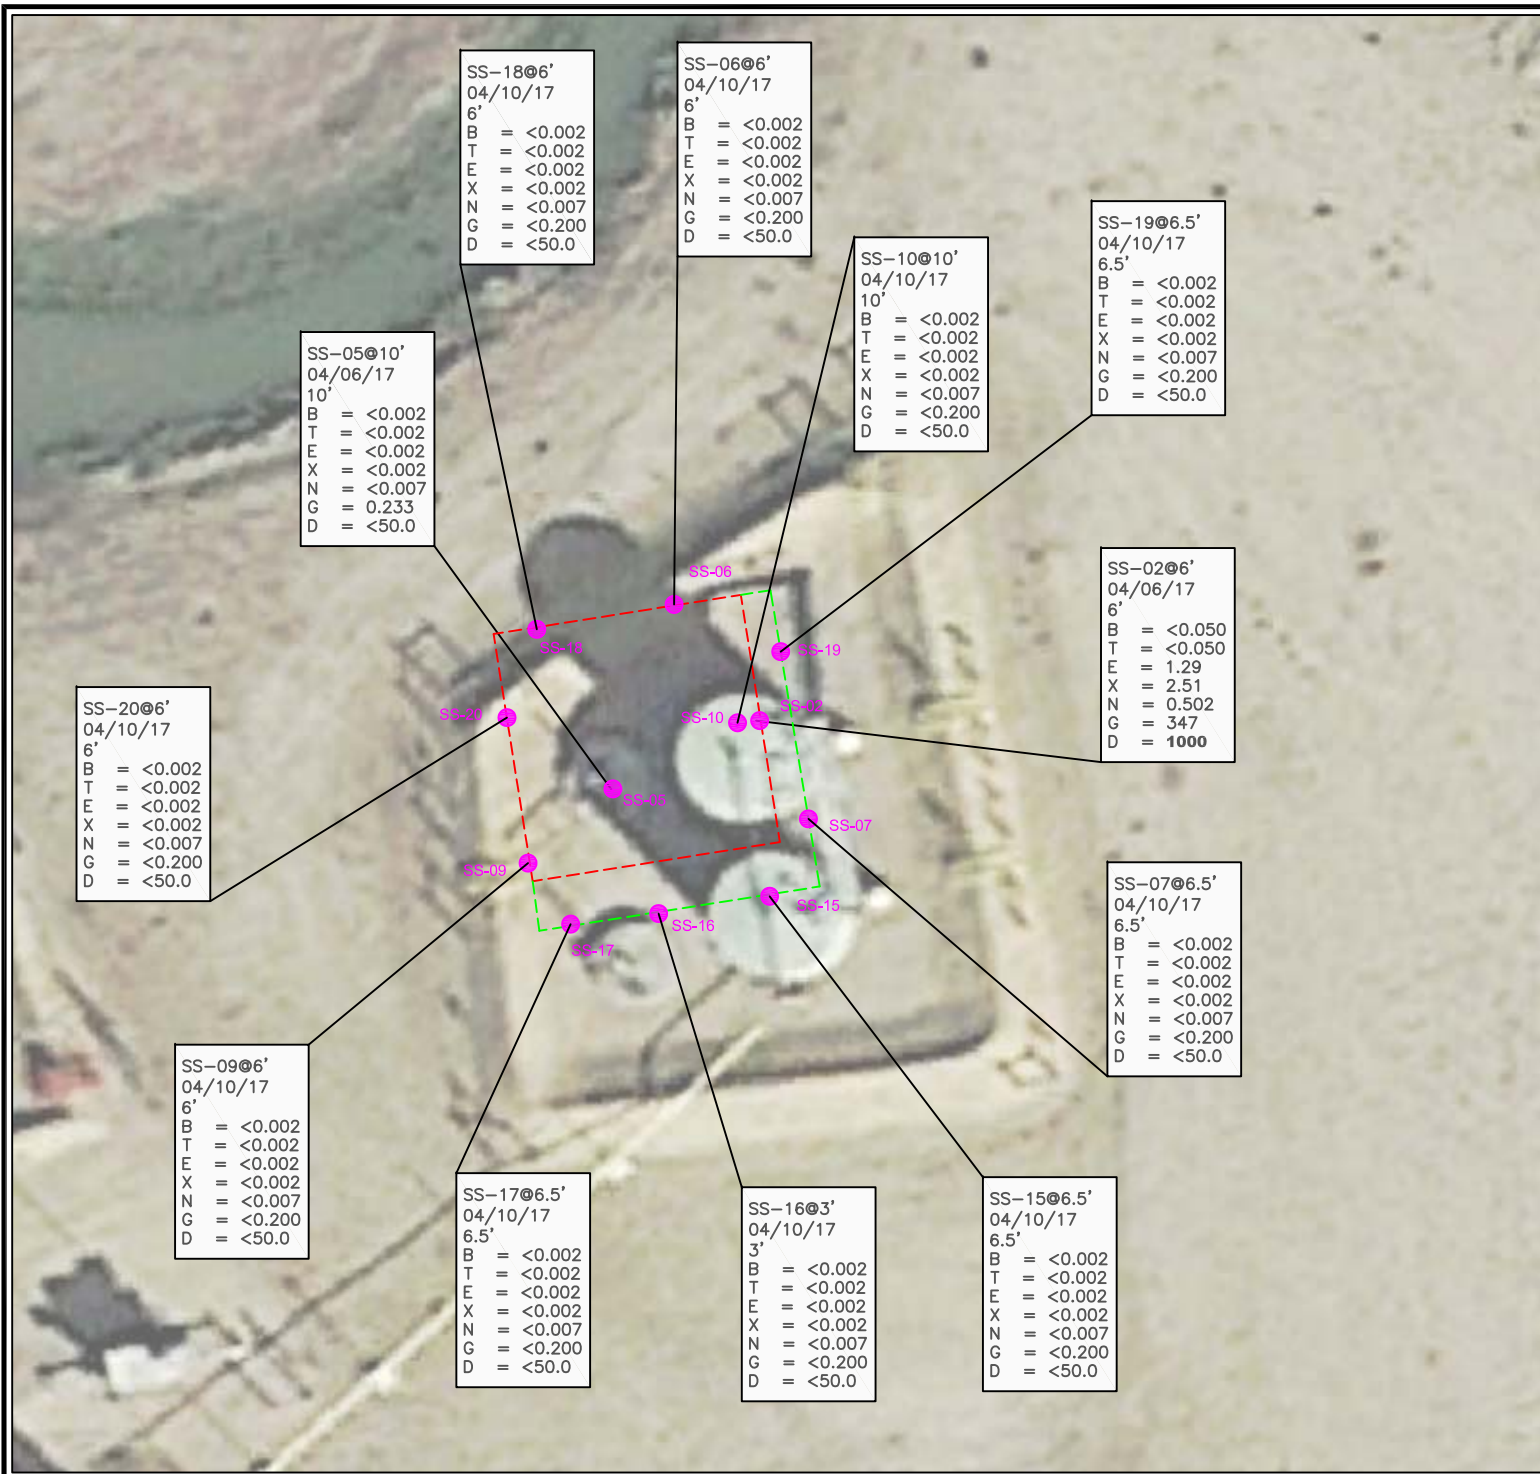 SS-18@6'
04/10/17
6'
B = <0.002
T = <0.002
E = <0.002
X = <0.002
N = <0.007
G = <0.200
D = <50.0
SS-06@6'
04/10/17
6'
B = <0.002
T = <0.002
E = <0.002
X = <0.002
N = <0.007
G = <0.200
D = <50.0
SS-10@10'
04/10/17
10'
B = <0.002
T = <0.002
E = <0.002
X = <0.002
N = <0.007
G = <0.200
D = <50.0
SS-19@6.5'
04/10/17
6.5'
B = <0.002
T = <0.002
E = <0.002
X = <0.002
N = <0.007
G = <0.200
D = <50.0
SS-05@10'
04/06/17
10'
B = <0.002
T = <0.002
E = <0.002
X = <0.002
N = <0.007
G = 0.233
D = <50.0
SS-02@6'
04/06/17
6'
B = <0.050
T = <0.050
E = 1.29
X = 2.51
N = 0.502
G = 347
D = 1000
SS-20@6'
04/10/17
6'
B = <0.002
T = <0.002
E = <0.002
X = <0.002
N = <0.007
G = <0.200
D = <50.0
SS-06
SS-18
SS-19
SS-20
SS-10
SS-02
SS-05
SS-07
SS-09
SS-15
SS-16
SS-17
SS-07@6.5'
04/10/17
6.5'
B = <0.002
T = <0.002
E = <0.002
X = <0.002
N = <0.007
G = <0.200
D = <50.0
SS-09@6'
04/10/17
6'
B = <0.002
T = <0.002
E = <0.002
X = <0.002
N = <0.007
G = <0.200
D = <50.0
SS-17@6.5'
04/10/17
6.5'
B = <0.002
T = <0.002
E = <0.002
X = <0.002
N = <0.007
G = <0.200
D = <50.0
SS-16@3'
04/10/17
3'
B = <0.002
T = <0.002
E = <0.002
X = <0.002
N = <0.007
G = <0.200
D = <50.0
SS-15@6.5'
04/10/17
6.5'
B = <0.002
T = <0.002
E = <0.002
X = <0.002
N = <0.007
G = <0.200
D = <50.0